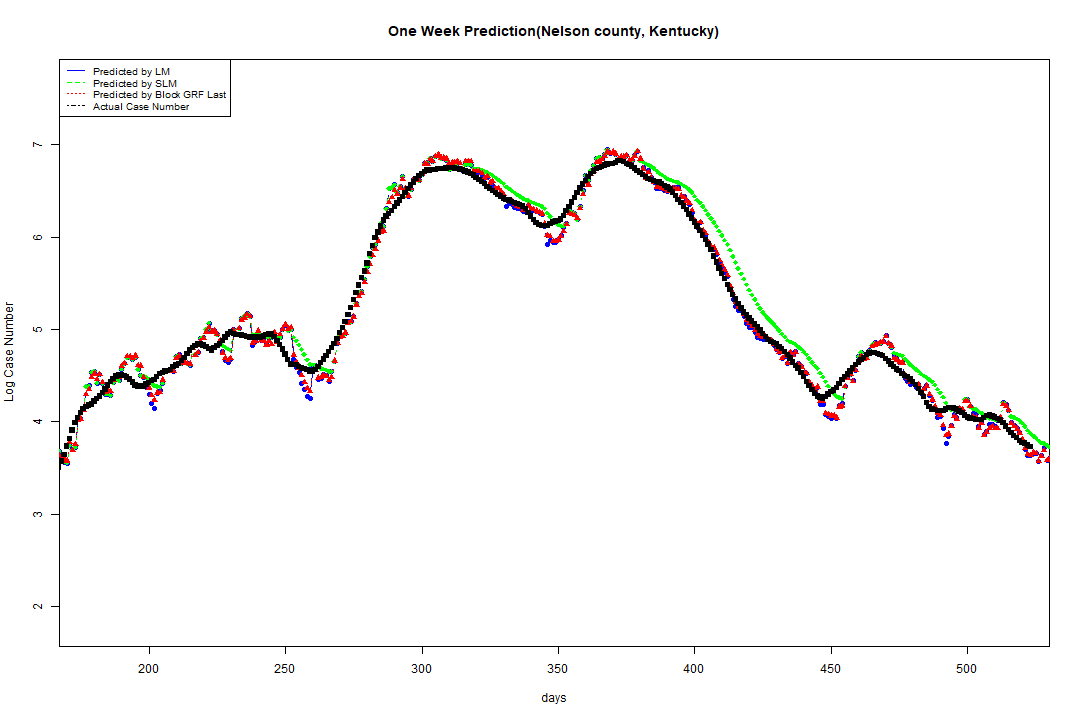 One Week Prediction(Nelson county, Kentucky)
Predicted by LM
Predicted by SLM
Predicted by Block GRF Last
Actual Case Number
Log Case Number
7
6
5
4
3
2
200 250 300 350 400 450 500
days